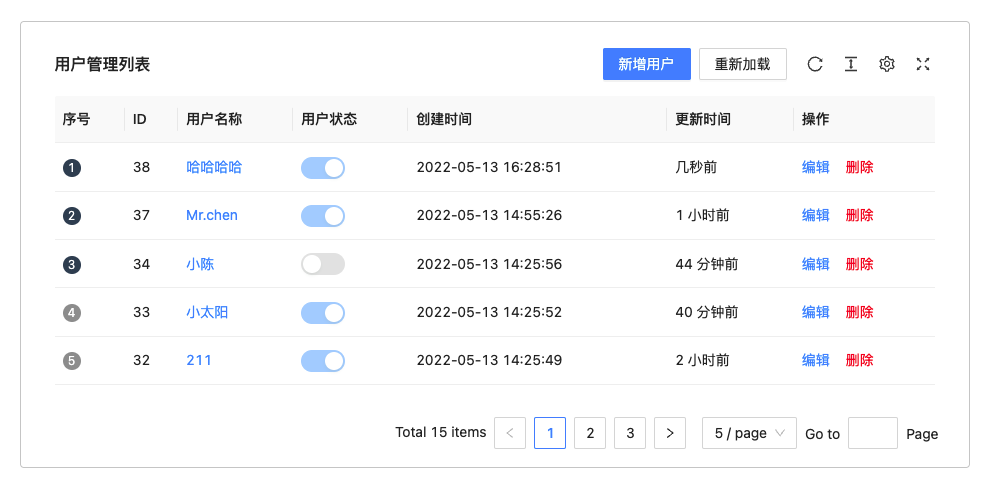 用户管理列表 新增用户 重新加载
序号 ID 用户名称 用户状态 创建时间 更新时间 操作
1 38 哈哈哈哈 2022-05-13 16:28:51 几秒前 编辑 删除
2 37 Mr.chen 2022-05-13 14:55:26 1 小时前 编辑 删除
3 34 小陈 2022-05-13 14:25:56 44 分钟前 编辑 删除
4 33 小太阳 2022-05-13 14:25:52 40 分钟前 编辑 删除
5 32 211 2022-05-13 14:25:49 2 小时前 编辑 删除
Total 15 items < 1 2 3 > 5 / page Go to Page